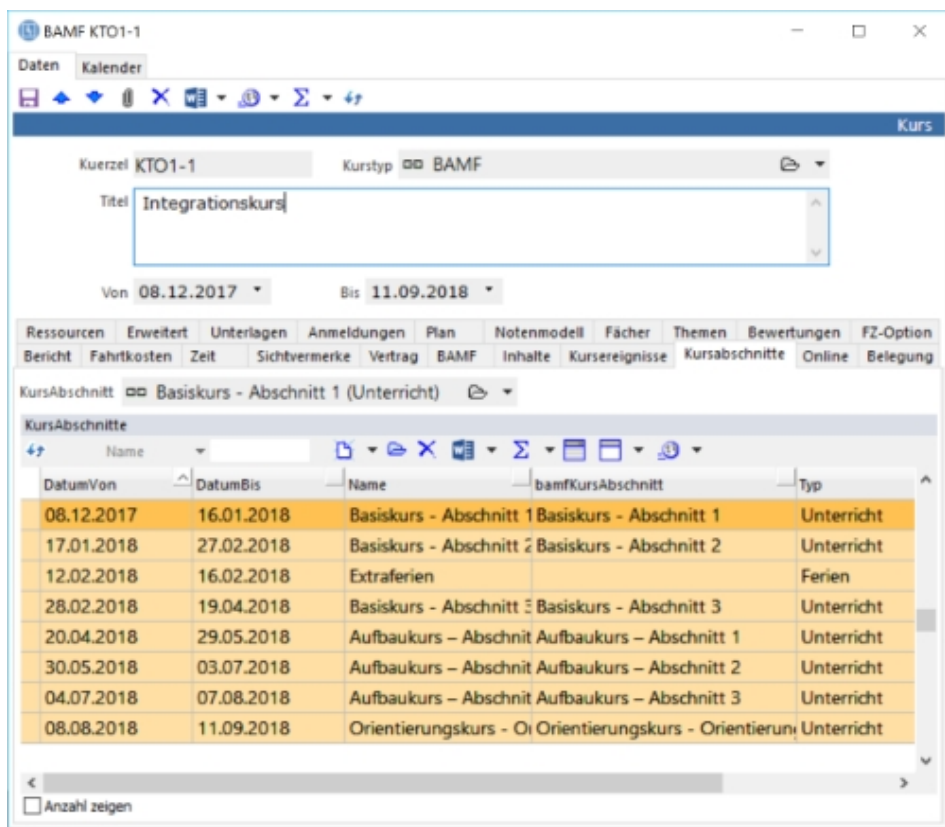 BAMF KTO1-1
Daten Kalender
Kurs
Kuerzel KTO1-1 Kurstyp BAMF
Titel Integrationskurs
Von 08.12.2017 Bis 11.09.2018
Ressourcen Erweitert Unterlagen Anmeldungen Plan Notenmodell Fächer Themen Bewertungen FZ-Option
Bericht Fahrtkosten Zeit Sichtvermerke Vertrag BAMF Inhalte Kursereignisse Kursabschnitte Online Belegung
KursAbschnitt Basiskurs - Abschnitt 1 (Unterricht)
KursAbschnitte
Name
DatumVon DatumBis Name bamfKursAbschnitt Typ
08.12.2017 16.01.2018 Basiskurs - Abschnitt 1 Basiskurs - Abschnitt 1 Unterricht
17.01.2018 27.02.2018 Basiskurs - Abschnitt 2 Basiskurs - Abschnitt 2 Unterricht
12.02.2018 16.02.2018 Extraferien Ferien
28.02.2018 19.04.2018 Basiskurs - Abschnitt 3 Basiskurs - Abschnitt 3 Unterricht
20.04.2018 29.05.2018 Aufbaukurs – Abschnit Aufbaukurs – Abschnitt 1 Unterricht
30.05.2018 03.07.2018 Aufbaukurs – Abschnit Aufbaukurs – Abschnitt 2 Unterricht
04.07.2018 07.08.2018 Aufbaukurs – Abschnit Aufbaukurs – Abschnitt 3 Unterricht
08.08.2018 11.09.2018 Orientierungskurs - O Orientierungskurs - Orientierun Unterricht
Anzahl zeigen